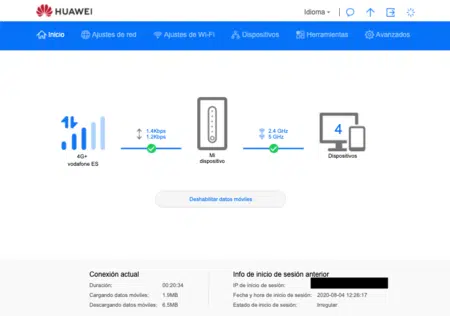 HUAWEI
Idioma
Inicio Ajustes de red Ajustes de Wi-Fi Dispositivos Herramientas Avanzados
1.4Kbps
1.2Kbps
2.4 GHz
5 GHz
4
4G+
vodafone ES
Mi
dispositivo
Dispositivos
Deshabilitar datos móviles
Conexión actual
Duración: 00:20:34
Cargando datos móviles: 1.9MB
Descargando datos móviles: 6.5MB
Info de inicio de sesión anterior
IP de inicio de sesión:
Fecha y hora de inicio de sesión: 2020-08-04 12:26:17
Estado de inicio de sesión: Irregular